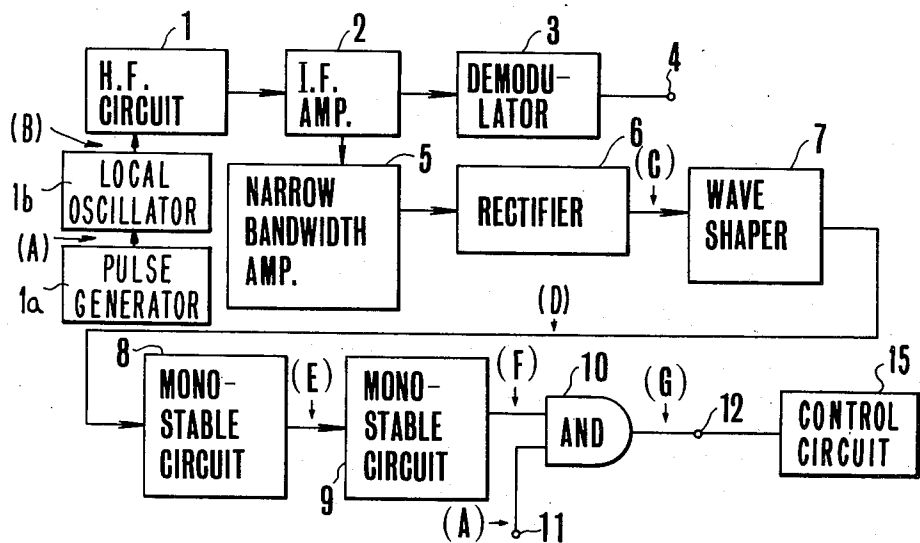 1
H.F.
CIRCUIT
2
I.F.
AMP.
3
DEMODU-
LATOR
4
(B)
1b
LOCAL
OSCILLATOR
(A)
1a
PULSE
GENERATOR
5
NARROW
BANDWIDTH
AMP.
6
RECTIFIER
(C)
7
WAVE
SHAPER
(D)
8
MONO-
STABLE
CIRCUIT
(E)
9
MONO-
STABLE
CIRCUIT
(F)
10
AND
(A)
11
(G)
12
15
CONTROL
CIRCUIT